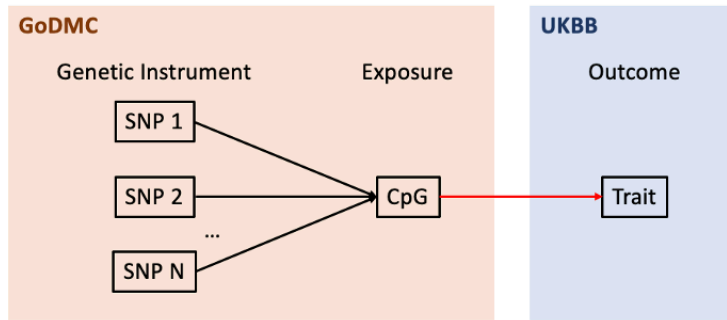 GoDMC
UKBB
Genetic Instrument
Exposure
Outcome
SNP 1
SNP 2
CpG
Trait
...
SNP N